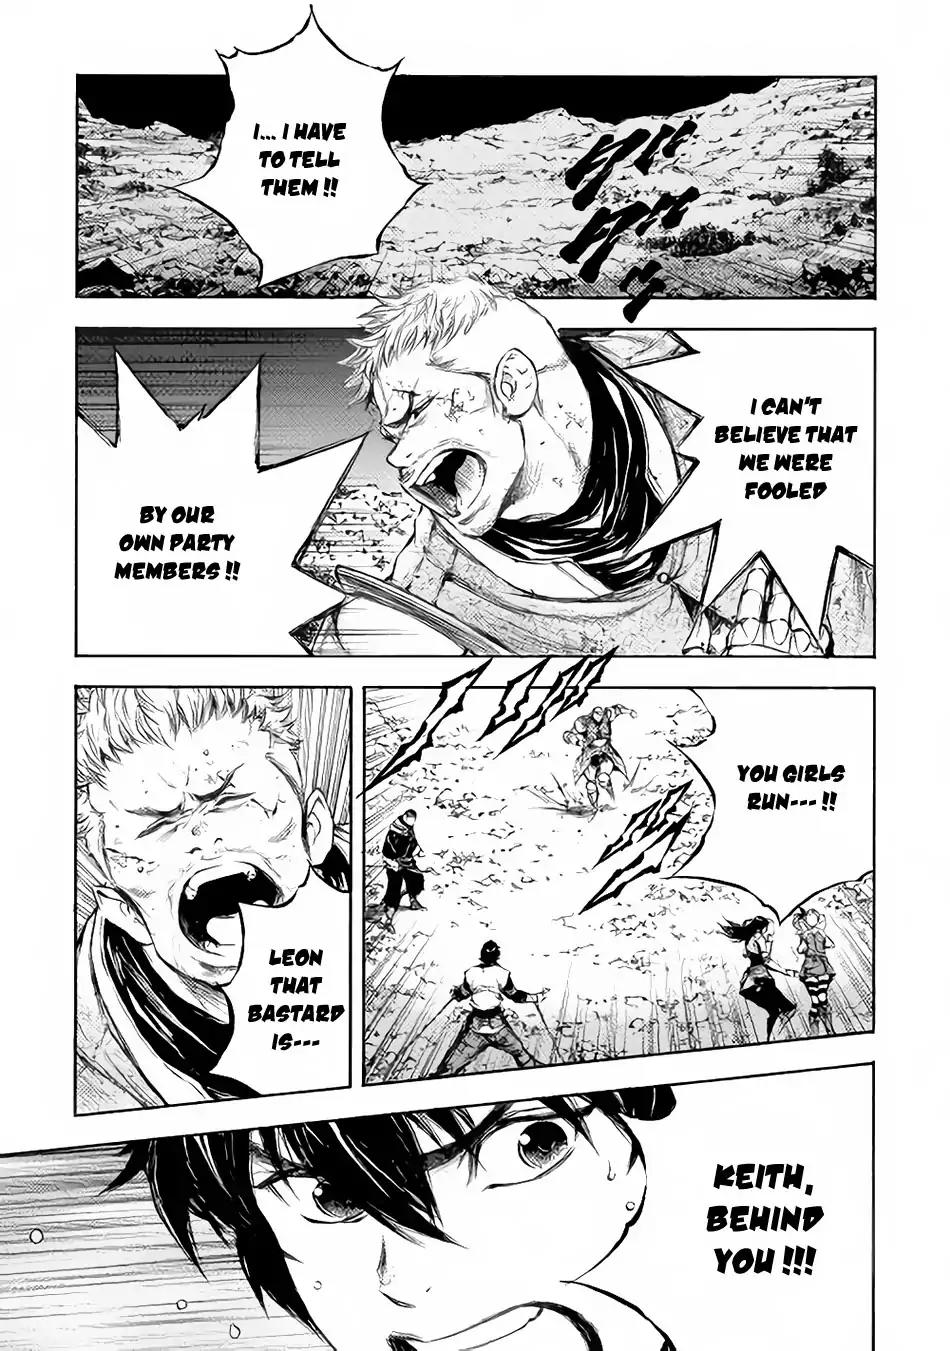 I... I HAVE
TO TELL
THEM !!
I CAN'T
BELIEVE THAT
WE WERE
FOOLED
BY OUR
OWN PARTY
MEMBERS !!
YOU GIRLS
RUN--- !!
LEON
THAT
BASTARD
IS---
KEITH,
BEHIND
YOU !!!